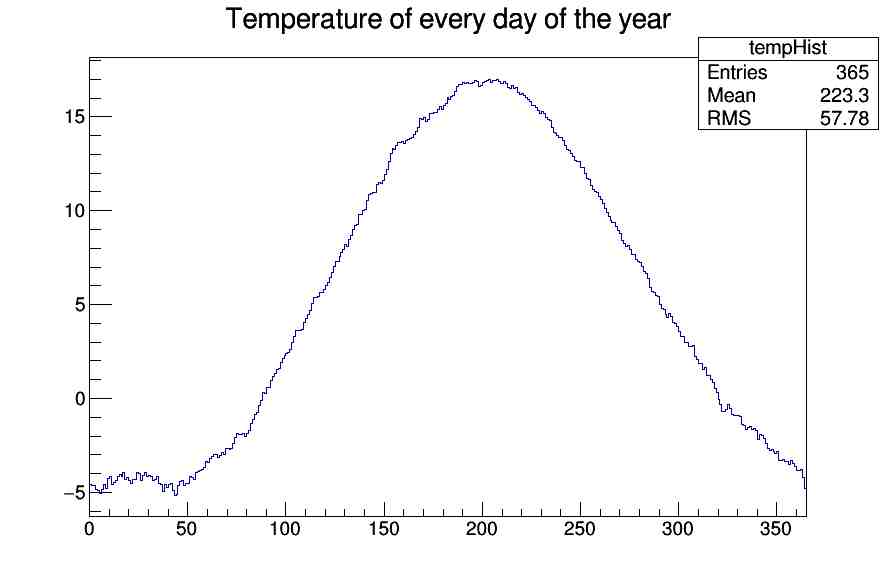 Temperature of every day of the year
tempHist
Entries 365
Mean 223.3
RMS 57.78
15
10
5
0
−5
0 50 100 150 200 250 300 350